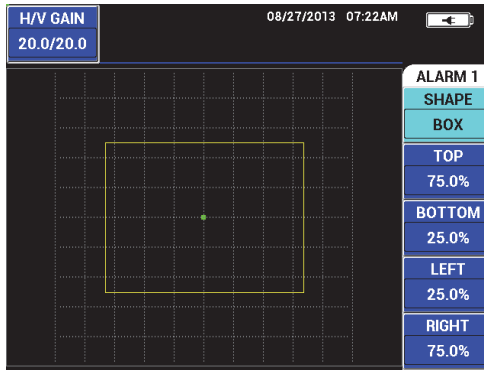 H/V GAIN
20.0/20.0
08/27/2013 07:22AM
ALARM 1
SHAPE
BOX
TOP
75.0%
BOTTOM
25.0%
LEFT
25.0%
RIGHT
75.0%